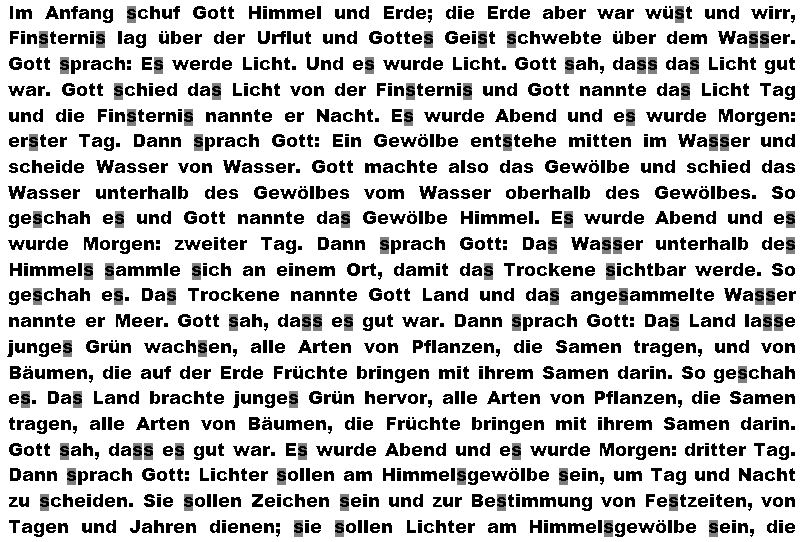 Im Anfang schuf Gott Himmel und Erde; die Erde aber war wüst und wirr,
Finsternis lag über der Urflut und Gottes Geist schwebte über dem Wasser.
Gott sprach: Es werde Licht. Und es wurde Licht. Gott sah, dass das Licht gut
war. Gott schied das Licht von der Finsternis und Gott nannte das Licht Tag
und die Finsternis nannte er Nacht. Es wurde Abend und es wurde Morgen:
erster Tag. Dann sprach Gott: Ein Gewölbe entstehe mitten im Wasser und
scheide Wasser von Wasser. Gott machte also das Gewölbe und schied das
Wasser unterhalb des Gewölbes vom Wasser oberhalb des Gewölbes. So
geschah es und Gott nannte das Gewölbe Himmel. Es wurde Abend und es
wurde Morgen: zweiter Tag. Dann sprach Gott: Das Wasser unterhalb des
Himmels sammle sich an einem Ort, damit das Trockene sichtbar werde. So
geschah es. Das Trockene nannte Gott Land und das angesammelte Wasser
nannte er Meer. Gott sah, dass es gut war. Dann sprach Gott: Das Land lasse
junges Grün wachsen, alle Arten von Pflanzen, die Samen tragen, und von
Bäumen, die auf der Erde Früchte bringen mit ihrem Samen darin. So geschah
es. Das Land brachte junges Grün hervor, alle Arten von Pflanzen, die Samen
tragen, alle Arten von Bäumen, die Früchte bringen mit ihrem Samen darin.
Gott sah, dass es gut war. Es wurde Abend und es wurde Morgen: dritter Tag.
Dann sprach Gott: Lichter sollen am Himmelsgewölbe sein, um Tag und Nacht
zu scheiden. Sie sollen Zeichen sein und zur Bestimmung von Festzeiten, von
Tagen und Jahren dienen; sie sollen Lichter am Himmelsgewölbe sein, die